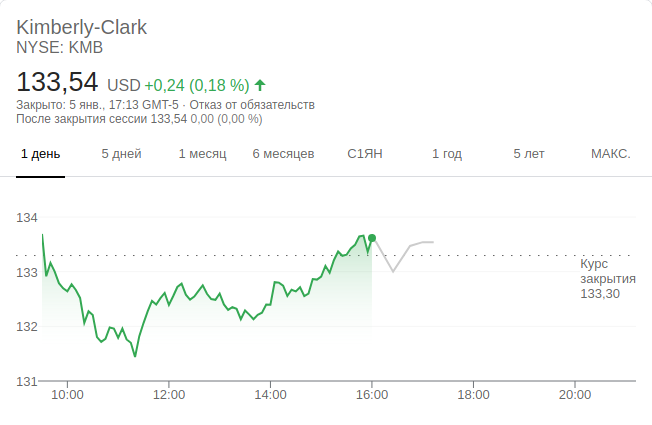 Kimberly-Clark
NYSE: KMB
133,54 USD +0,24 (0,18 %)
Закрыто: 5 янв., 17:13 GMT-5 · Отказ от обязательств
После закрытия сессии 133,54 0,00 (0,00 %)
1 день 5 дней 1 месяц 6 месяцев С1ЯН 1 год 5 лет МАКС.
134
133
132
131
Курс
закрытия
133,30
10:00 12:00 14:00 16:00 18:00 20:00